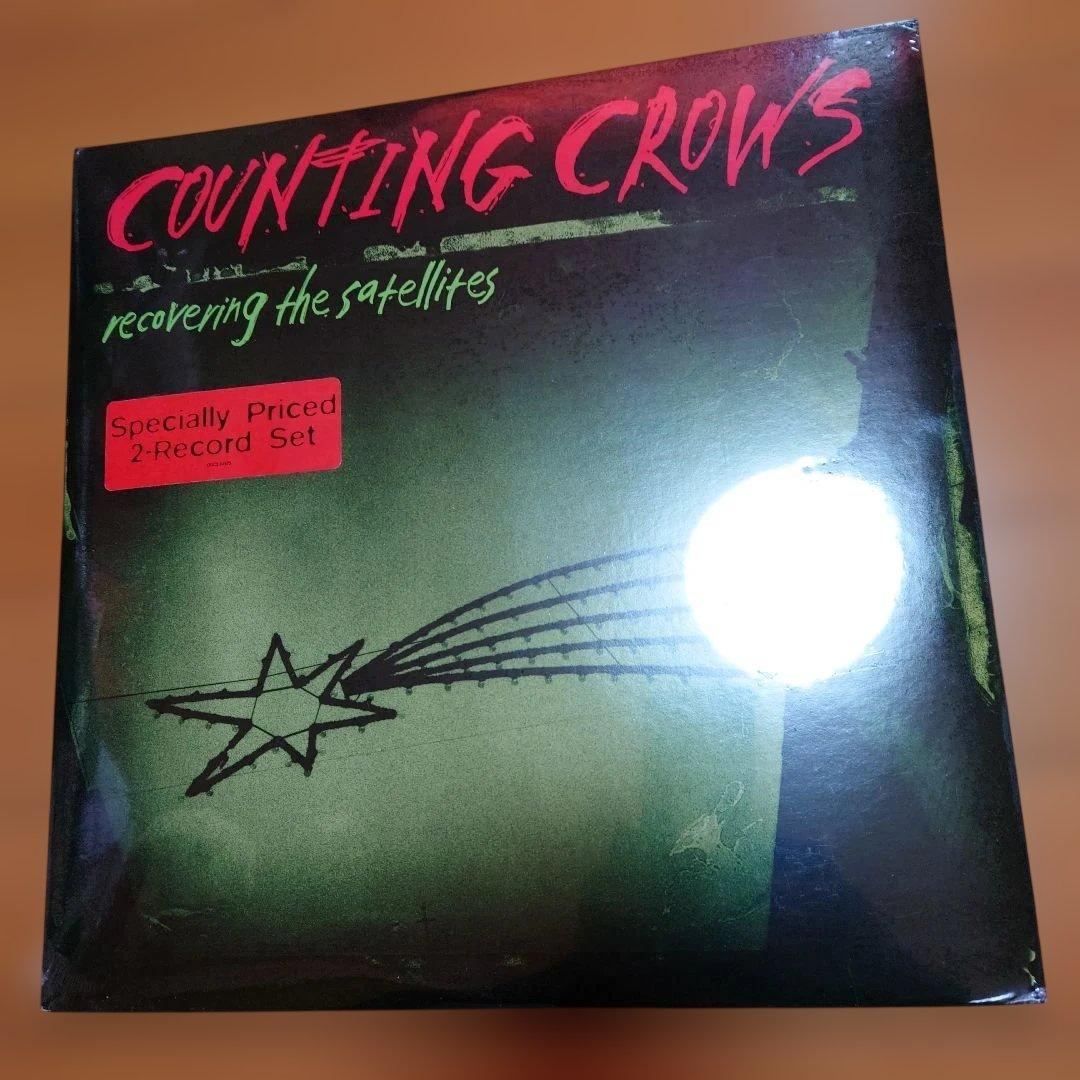 COUNTING CROWS
recovering the satellites
Specially Priced
2-Record Set